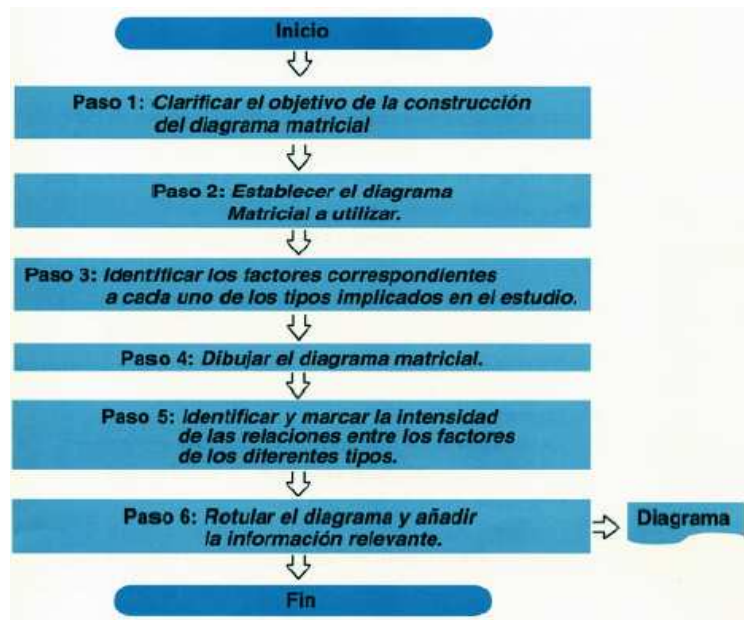 Inicio
Paso 1: Clarificar el objetivo de la construcción
del diagrama matricial
Paso 2: Establecer el diagrama
Matricial a utilizar.
Paso 3: Identificar los factores correspondientes
a cada uno de los tipos implicados en el estudio.
Paso 4: Dibujar el diagrama matricial.
Paso 5: Identificar y marcar la intensidad
de las relaciones entre los factores
de los diferentes tipos.
Paso 6: Rotular el diagrama y añadir
la información relevante.
Diagrama
Fin